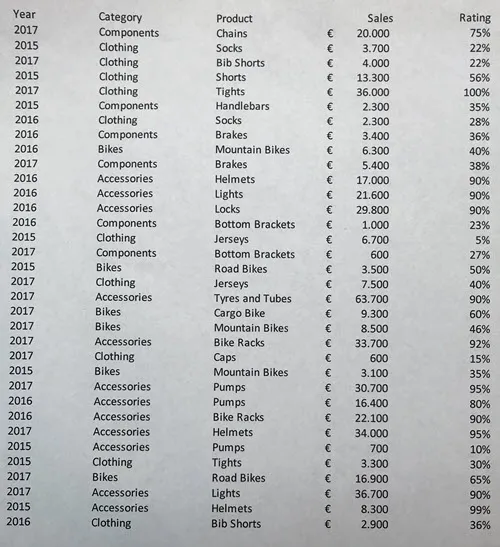 Year Category Product Sales Rating
2017 Components Chains € 20.000 75%
2015 Clothing Socks € 3.700 22%
2017 Clothing Bib Shorts € 4.000 22%
2015 Clothing Shorts € 13.300 56%
2017 Clothing Tights € 36.000 100%
2015 Components Handlebars € 2.300 35%
2016 Clothing Socks € 2.300 28%
2016 Components Brakes € 3.400 36%
2016 Bikes Mountain Bikes € 6.300 40%
2017 Components Brakes € 5.400 38%
2016 Accessories Helmets € 17.000 90%
2016 Accessories Lights € 21.600 90%
2016 Accessories Locks € 29.800 90%
2016 Components Bottom Brackets € 1.000 23%
2015 Clothing Jerseys € 6.700 5%
2017 Components Bottom Brackets € 600 27%
2015 Bikes Road Bikes € 3.500 50%
2017 Clothing Jerseys € 7.500 40%
2017 Accessories Tyres and Tubes € 63.700 90%
2017 Bikes Cargo Bike € 9.300 60%
2017 Bikes Mountain Bikes € 8.500 46%
2017 Accessories Bike Racks € 33.700 92%
2017 Clothing Caps € 600 15%
2015 Bikes Mountain Bikes € 3.100 35%
2017 Accessories Pumps € 30.700 95%
2016 Accessories Pumps € 16.400 80%
2016 Accessories Bike Racks € 22.100 90%
2017 Accessories Helmets € 34.000 95%
2015 Accessories Pumps € 700 10%
2015 Clothing Tights € 3.300 30%
2017 Bikes Road Bikes € 16.900 65%
2017 Accessories Lights € 36.700 90%
2015 Accessories Helmets € 8.300 99%
2016 Clothing Bib Shorts € 2.900 36%